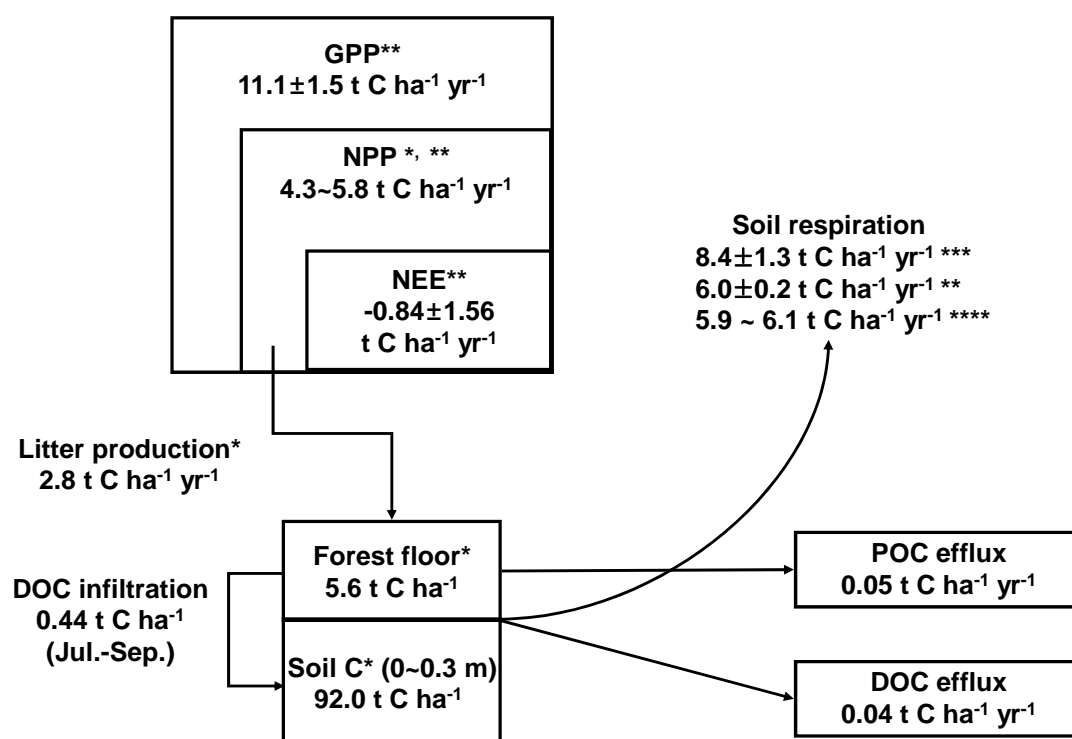 GPP**
11.1±1.5 t C ha⁻¹ yr⁻¹
NPP *, **
4.3~5.8 t C ha⁻¹ yr⁻¹
NEE**
-0.84±1.56
t C ha⁻¹ yr⁻¹
Soil respiration
8.4±1.3 t C ha⁻¹ yr⁻¹ ***
6.0±0.2 t C ha⁻¹ yr⁻¹ **
5.9 ~ 6.1 t C ha⁻¹ yr⁻¹ ****
Litter production*
2.8 t C ha⁻¹ yr⁻¹
Forest floor*
5.6 t C ha⁻¹
POC efflux
0.05 t C ha⁻¹ yr⁻¹
DOC infiltration
0.44 t C ha⁻¹
(Jul.-Sep.)
Soil C* (0~0.3 m)
92.0 t C ha⁻¹
DOC efflux
0.04 t C ha⁻¹ yr⁻¹